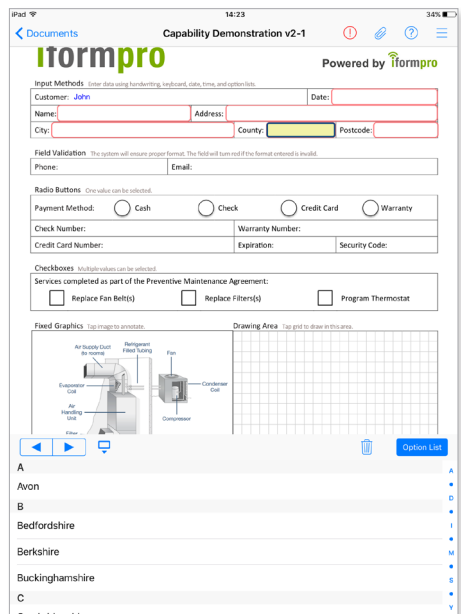 iPad 14:23 34%
Documents Capability Demonstration v2-1
iformpro Powered by iformpro
Input Methods Enter data using handwriting, keyboard, date, time, and option lists.
Customer: John Date:
Name: Address:
City: County: Postcode:
Field Validation The system will ensure proper format. The field will turn red if the format entered is invalid.
Phone: Email:
Radio Buttons One value can be selected.
Payment Method: Cash Check Credit Card Warranty
Check Number: Warranty Number:
Credit Card Number: Expiration: Security Code:
Checkboxes Multiple values can be selected.
Services completed as part of the Preventive Maintenance Agreement:
Replace Fan Belt(s) Replace Filters(s) Program Thermostat
Fixed Graphics Tap image to annotate. Drawing Area Tap grid to draw in this area.
Air Supply Duct
(to rooms)
Refrigerant
Filled Tubing
Fan
Evaporator
Coil
Condenser
Coil
Air
Handling
Unit
Compressor
Filter
Option List
A
Avon
B
Bedfordshire
Berkshire
Buckinghamshire
C
A
D
I
M
S
Y